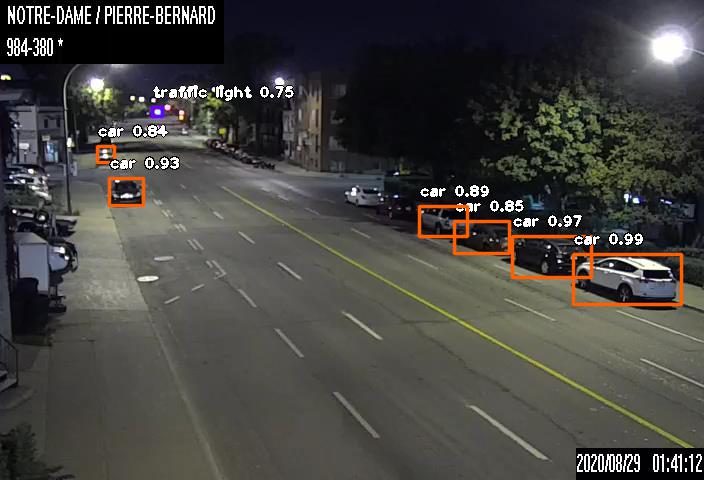 NOTRE-DAME / PIERRE-BERNARD
984-380 *
traffic light 0.75
car 0.84
car 0.93
car 0.89
car 0.85
car 0.97
car 0.99
2020/08/29 01:41:12